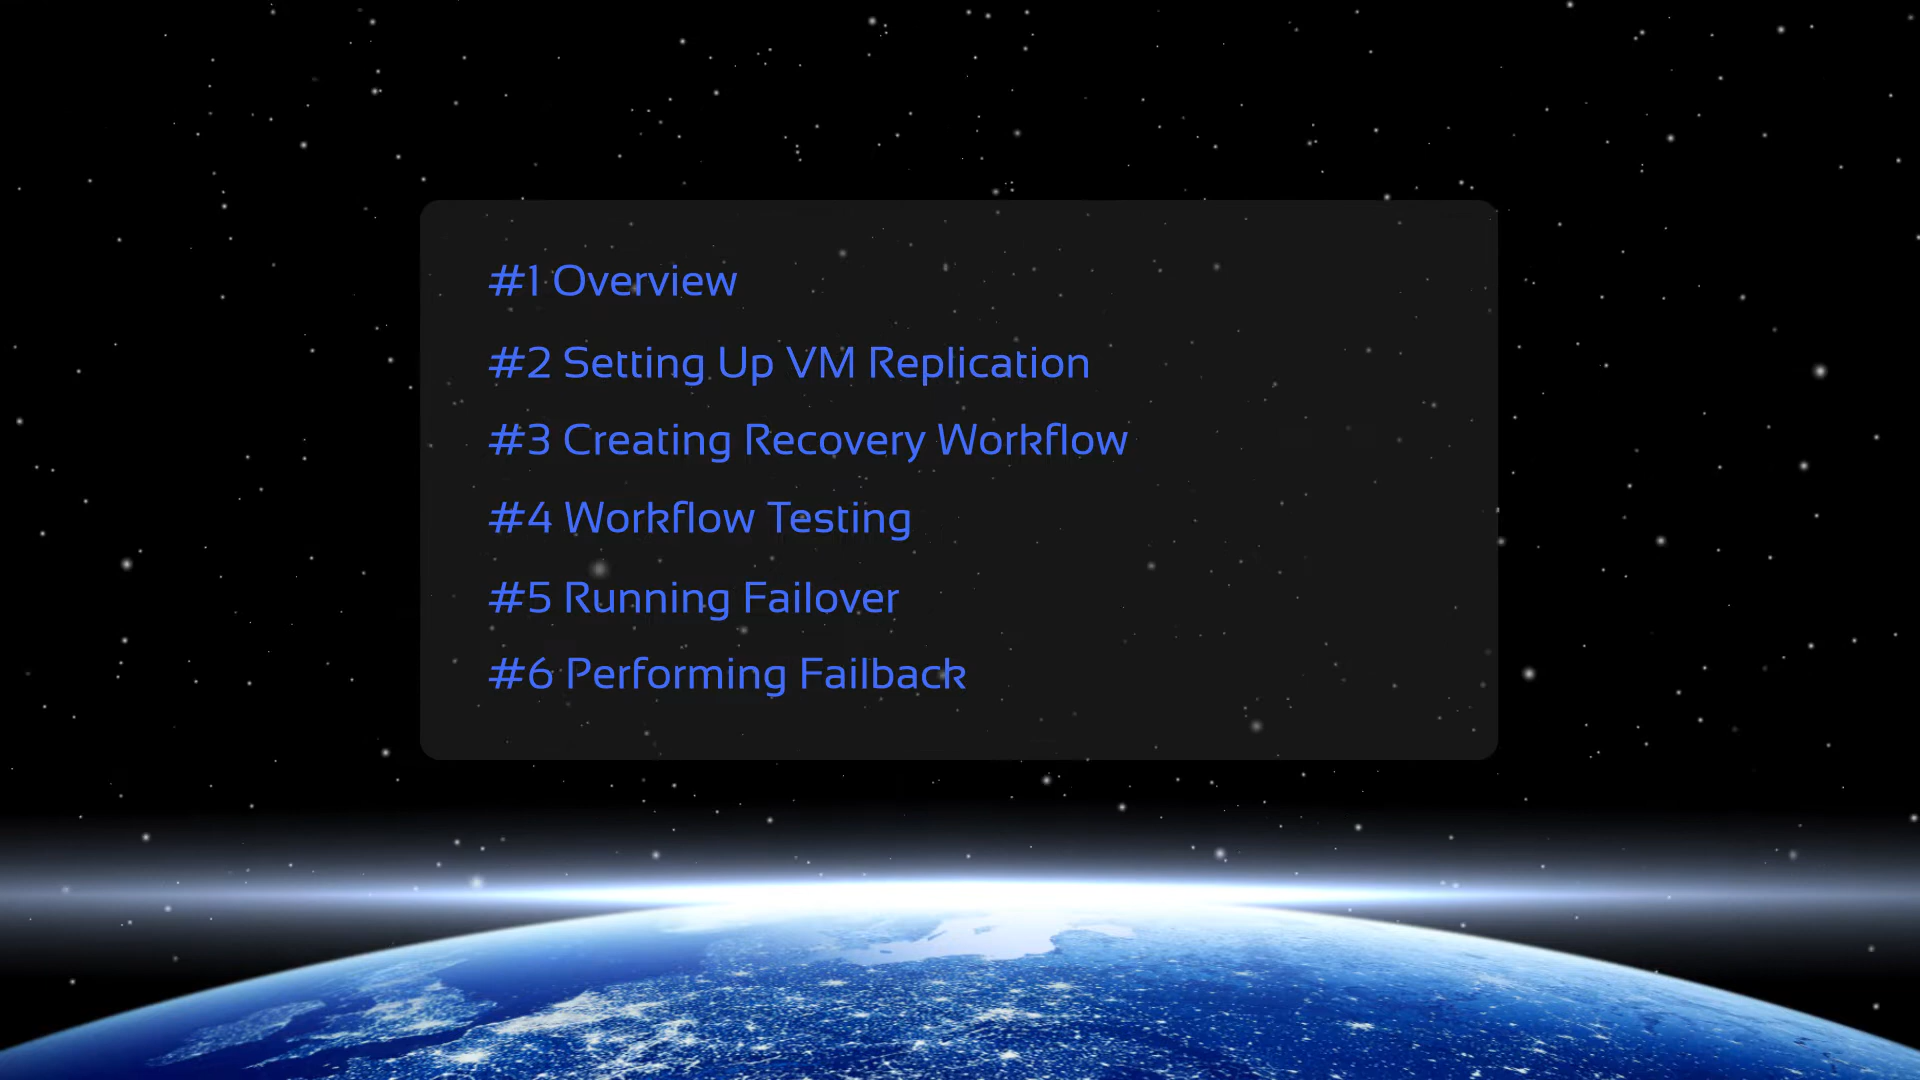 #1 Overview
#2 Setting Up VM Replication
#3 Creating Recovery Workflow
#4 Workflow Testing
#5 Running Failover
#6 Performing Failback